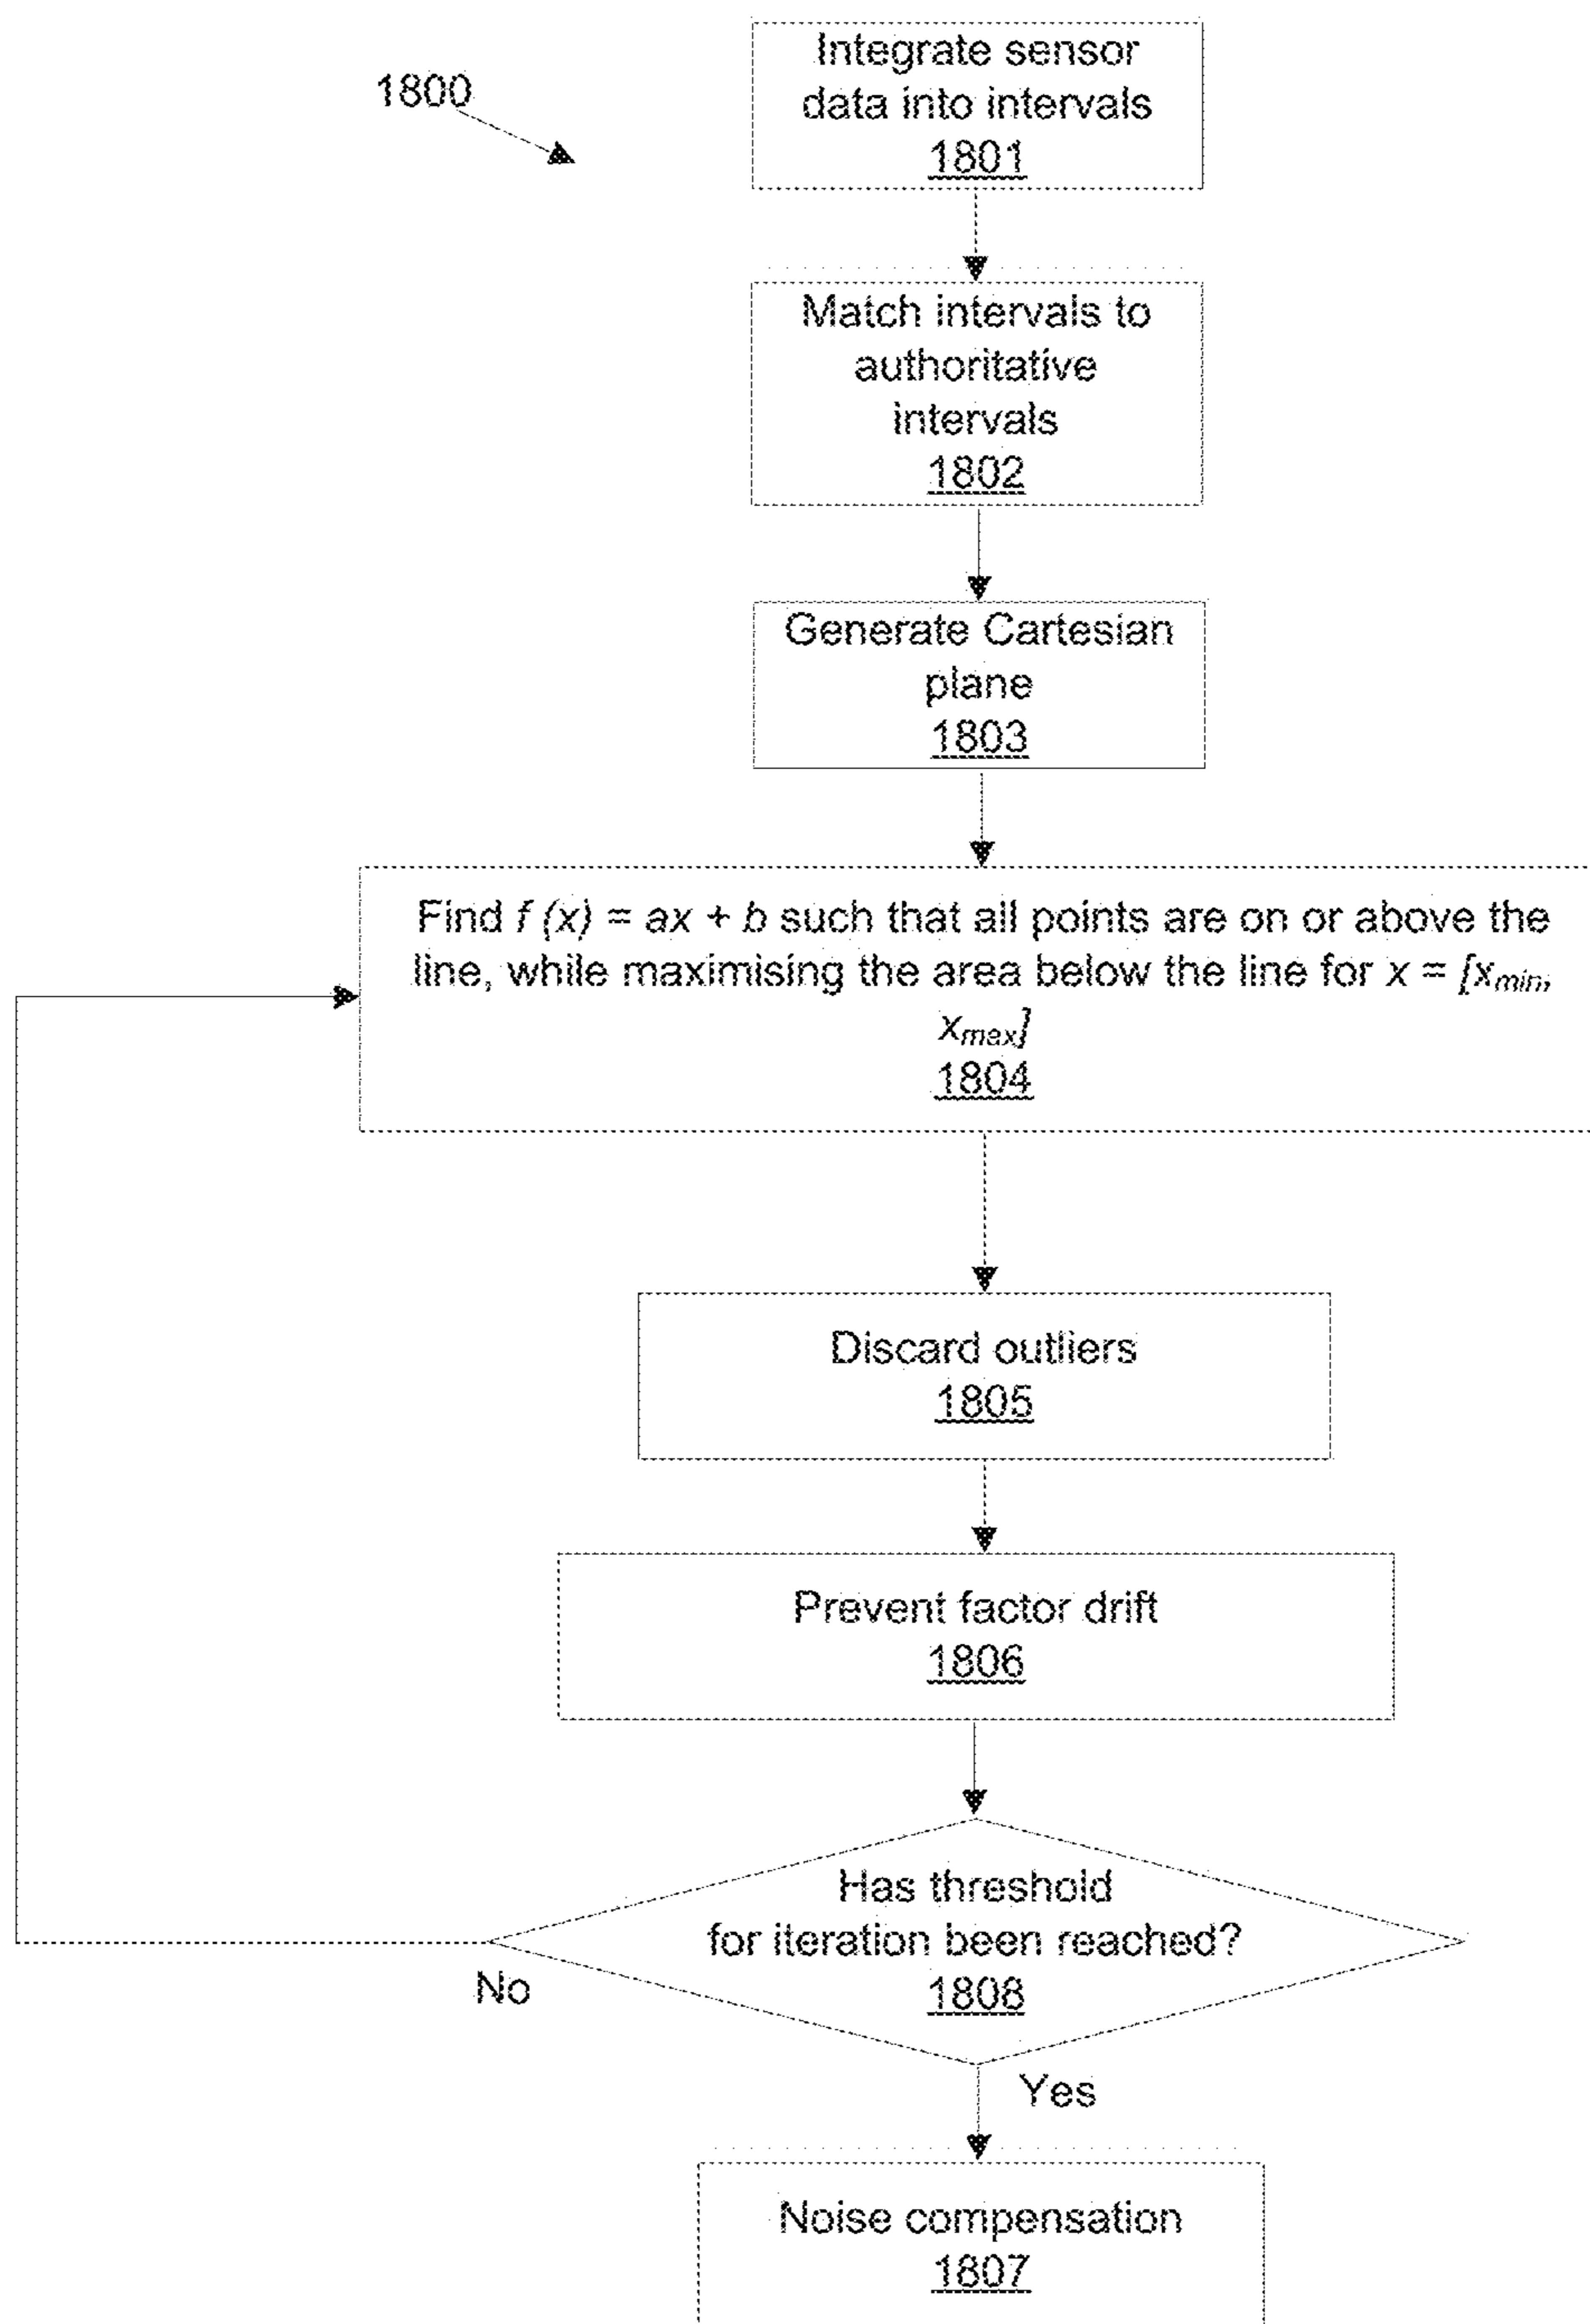 1800
Integrate sensor
data into intervals
1801
Match intervals to
authoritative
intervals
1802
Generate Cartesian
plane
1803
Find f (x) = ax + b such that all points are on or above the
line, while maximising the area below the line for x = [xmin,
xmax]
1804
Discard outliers
1805
Prevent factor drift
1806
Has threshold
for iteration been reached?
1808
No
Yes
Noise compensation
1807